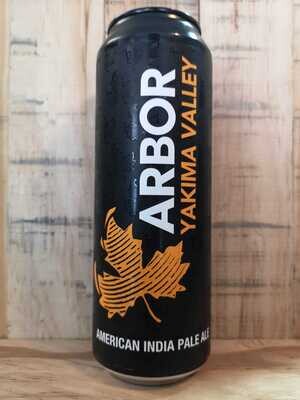 ARBOR
YAKIMA VALLEY
AMERICAN INDIA PALE ALE